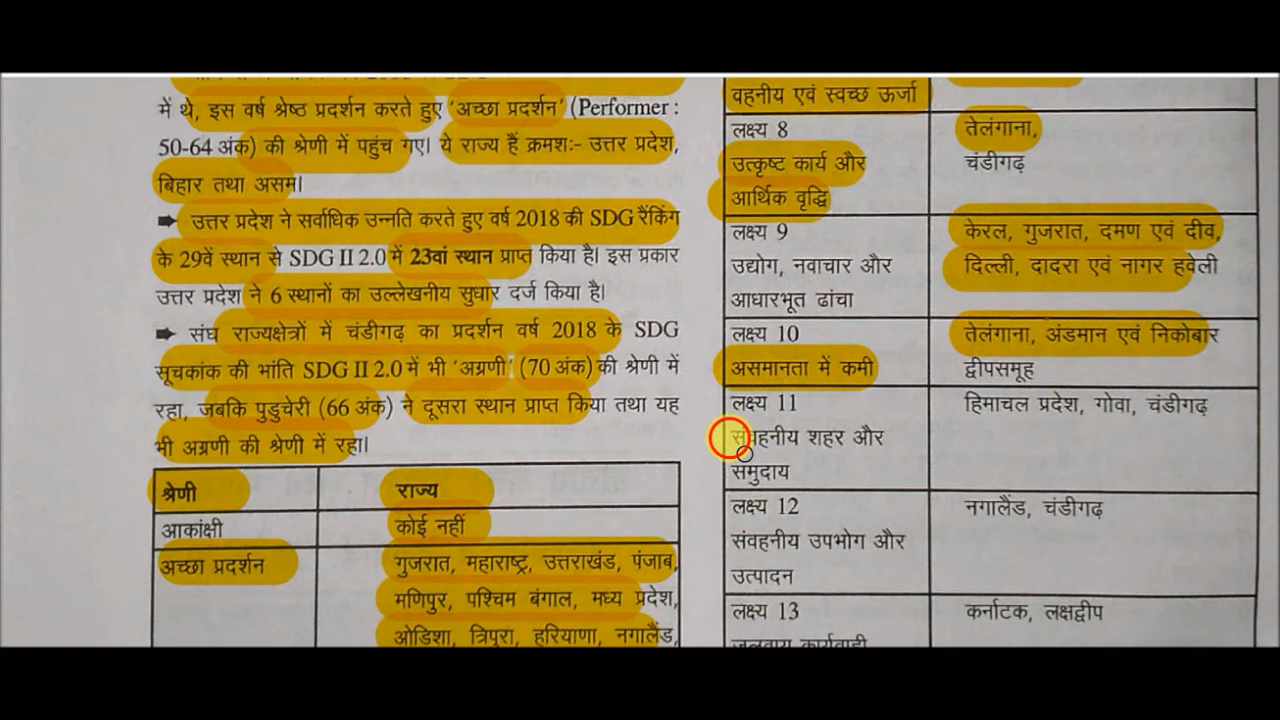 में थे, इस वर्ष श्रेष्ठ प्रदर्शन करते हुए ‘अच्छा प्रदर्शन’ (Performer :
50-64 अंक) की श्रेणी में पहुंच गए। ये राज्य हैं क्रमशः- उत्तर प्रदेश,
बिहार तथा असम।
➡ उत्तर प्रदेश ने सर्वाधिक उन्नति करते हुए वर्ष 2018 की SDG रैंकिंग
के 29वें स्थान से SDG II 2.0 में 23वां स्थान प्राप्त किया है। इस प्रकार
उत्तर प्रदेश ने 6 स्थानों का उल्लेखनीय सुधार दर्ज किया है।
➡ संघ राज्यक्षेत्रों में चंडीगढ़ का प्रदर्शन वर्ष 2018 के SDG
सूचकांक की भांति SDG II 2.0 में भी ‘अग्रणी’ (70 अंक) की श्रेणी में
रहा, जबकि पुडुचेरी (66 अंक) ने दूसरा स्थान प्राप्त किया तथा यह
भी अग्रणी की श्रेणी में रहा।
श्रेणी राज्य
आकांक्षी कोई नहीं
अच्छा प्रदर्शन गुजरात, महाराष्ट्र, उत्तराखंड, पंजाब,
मणिपुर, पश्चिम बंगाल, मध्य प्रदेश,
ओडिशा, त्रिपुरा, हरियाणा, नगालैंड,
वहनीय एवं स्वच्छ ऊर्जा
लक्ष्य 8 तेलंगाना,
उत्कृष्ट कार्य और चंडीगढ़
आर्थिक वृद्धि
लक्ष्य 9 केरल, गुजरात, दमण एवं दीव,
उद्योग, नवाचार और दिल्ली, दादरा एवं नागर हवेली
आधारभूत ढांचा
लक्ष्य 10 तेलंगाना, अंडमान एवं निकोबार
असमानता में कमी द्वीपसमूह
लक्ष्य 11 हिमाचल प्रदेश, गोवा, चंडीगढ़
संवहनीय शहर और
समुदाय
लक्ष्य 12 नगालैंड, चंडीगढ़
संवहनीय उपभोग और
उत्पादन
लक्ष्य 13 कर्नाटक, लक्षद्वीप
जलवायु कार्यवाही